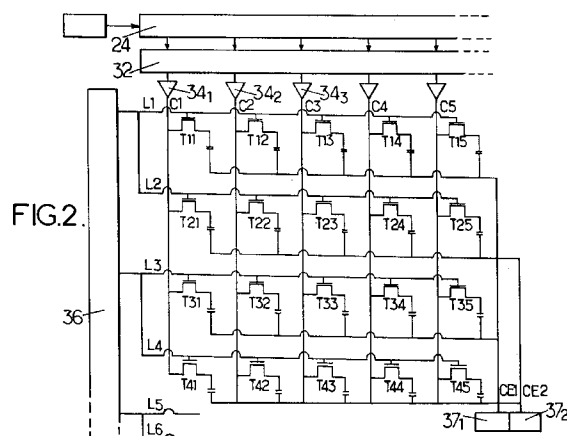 24
32
34₁ 34₂ 34₃
L1 C1 C2 C3 C4 C5
T11 T12 T13 T14 T15
L2
FIG.2. T21 T22 T23 T24 T25
L3
36 T31 T32 T33 T34 T35
L4
T41 T42 T43 T44 T45 CE1 CE2
L5
L6 37₁ 37₂